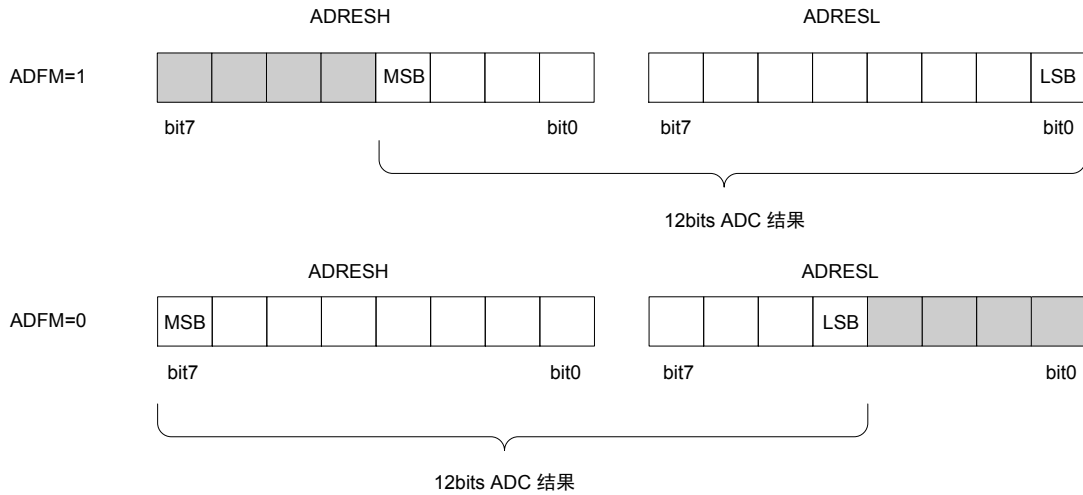 ADRESH ADRESL
ADFM=1 MSB LSB
bit7 bit0 bit7 bit0
12bits ADC 结果
ADRESH ADRESL
ADFM=0 MSB LSB
bit7 bit0 bit7 bit0
12bits ADC 结果